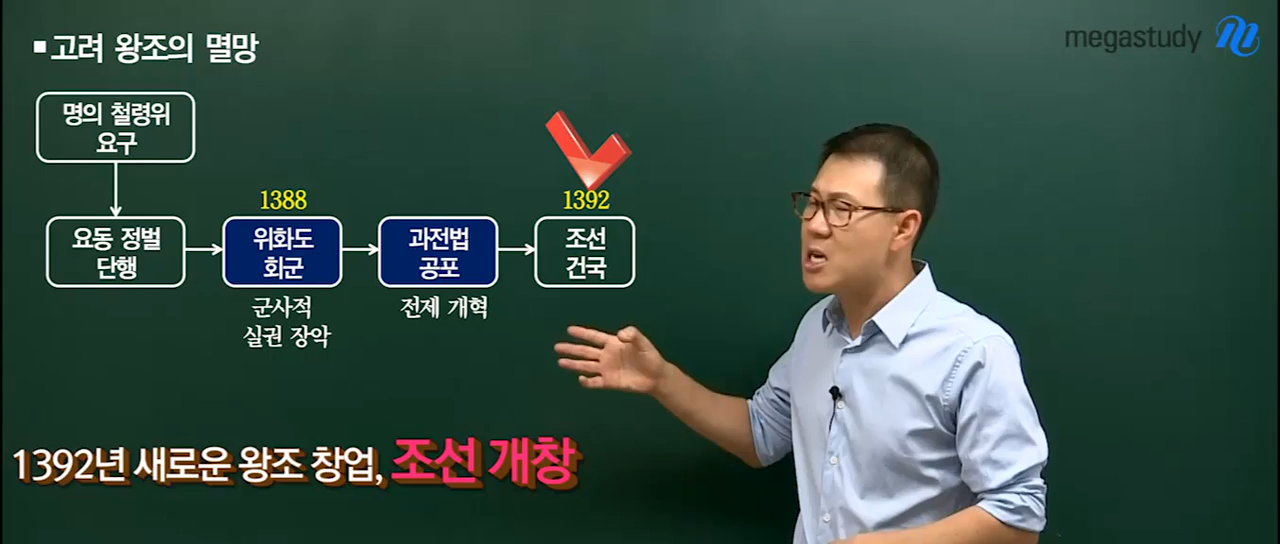 ▪고려 왕조의 멸망
megastudy
명의 철령위
요구
1388
1392
요동 정벌
단행
위화도
회군
과전법
공포
조선
건국
군사적
실권 장악
전제 개혁
1392년 새로운 왕조 창업, 조선 개창